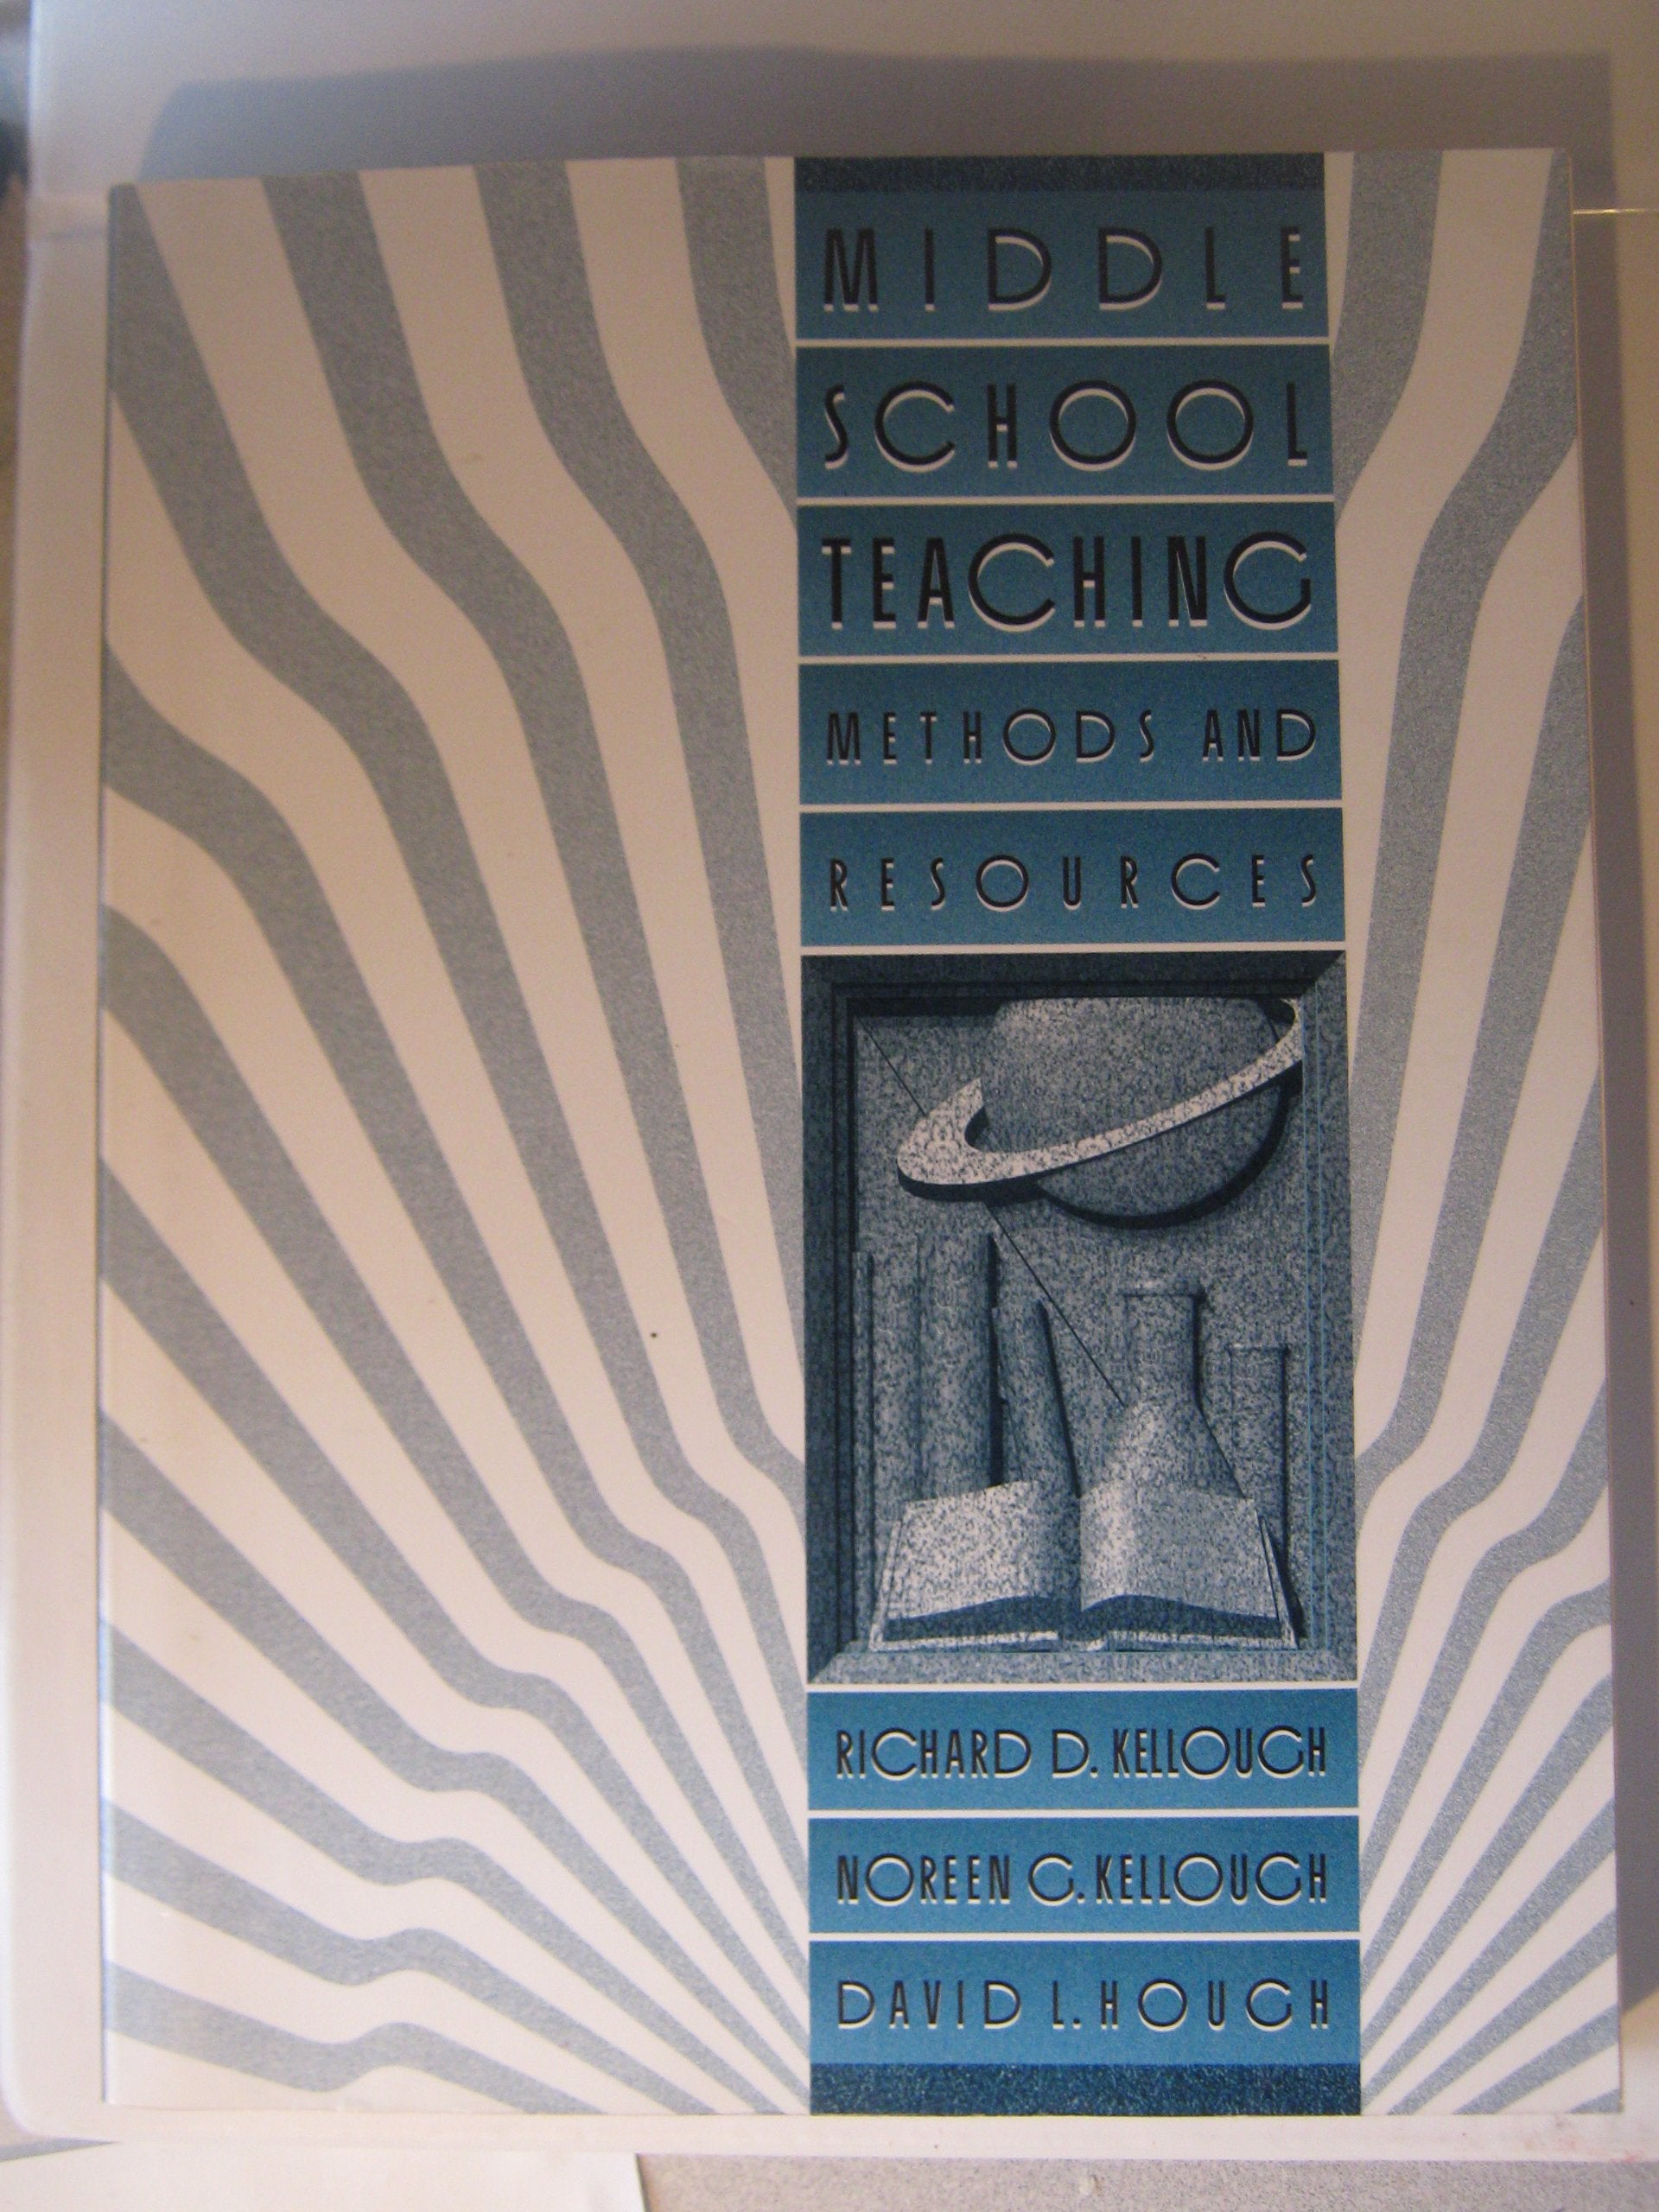 MIDDLE
SCHOOL
TEACHING
METHODS AND
RESOURCES
RICHARD D. KELLOUGH
NOREEN G. KELLOUGH
DAVID L. HOUGH